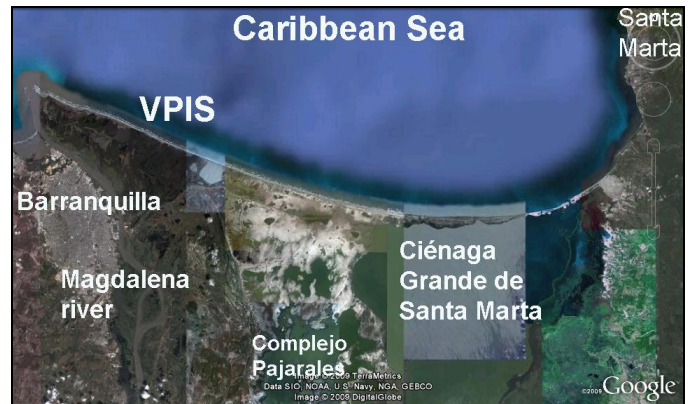 Caribbean Sea
Santa
Marta
VPIS
Barranquilla
Magdalena
river
Ciénaga
Grande de
Santa Marta
Complejo
Pajarales
Image © 2009 TerraMetrics
Data SIO, NOAA, U.S. Navy, NGA, GEBCO
Image © 2009 DigitalGlobe
©2009 Google